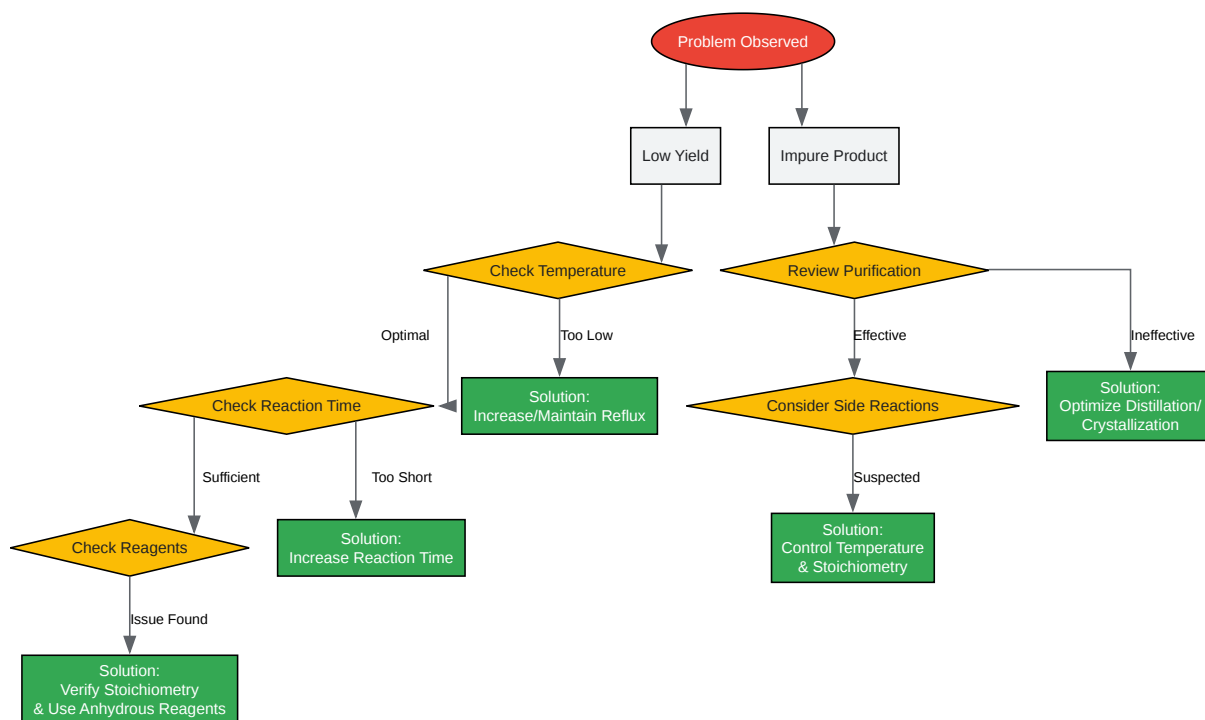 Problem Observed
Low Yield
Impure Product
Check Temperature
Review Purification
Optimal
Too Low
Effective
Ineffective
Check Reaction Time
Solution:
Increase/Maintain Reflux
Consider Side Reactions
Solution:
Optimize Distillation/
Crystallization
Sufficient
Too Short
Suspected
Check Reagents
Solution:
Increase Reaction Time
Solution:
Control Temperature
& Stoichiometry
Issue Found
Solution:
Verify Stoichiometry
& Use Anhydrous Reagents